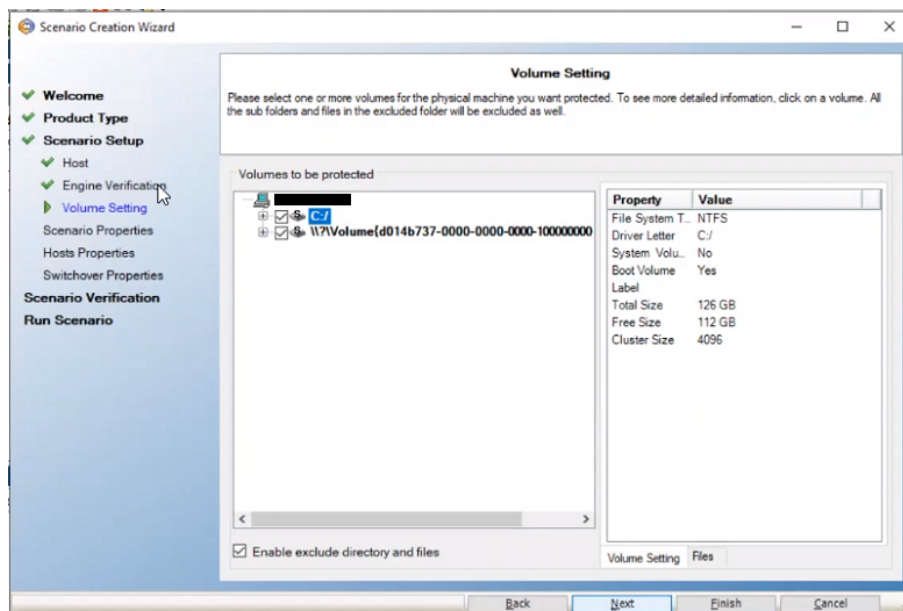 Scenario Creation Wizard
Volume Setting
Please select one or more volumes for the physical machine you want protected. To see more detailed information, click on a volume. All
the sub folders and files in the excluded folder will be excluded as well.
Welcome
Product Type
Scenario Setup
Host
Engine Verification
Volume Setting
Scenario Properties
Hosts Properties
Switchover Properties
Scenario Verification
Run Scenario
Volumes to be protected
C:/
\\?\Volume{d014b737-0000-0000-0000-100000000
Enable exclude directory and files
Property Value
File System T... NTFS
Driver Letter C:/
System Volu... No
Boot Volume Yes
Label
Total Size 126 GB
Free Size 112 GB
Cluster Size 4096
Volume Setting Files
Back Next Finish Cancel